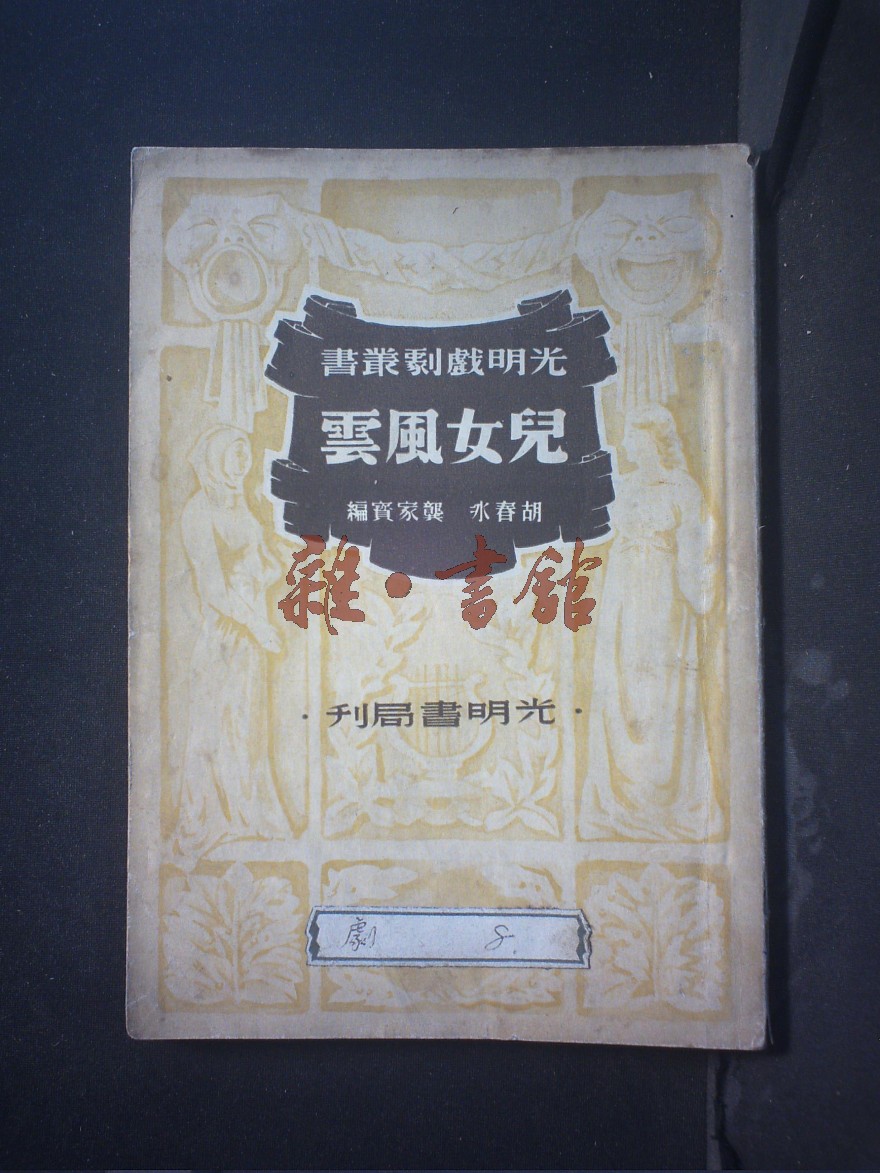 光明戲劇叢書
兒女風雲
胡春冰 龔家寶編
雜·書館
·光明書局刊·
劇 8.